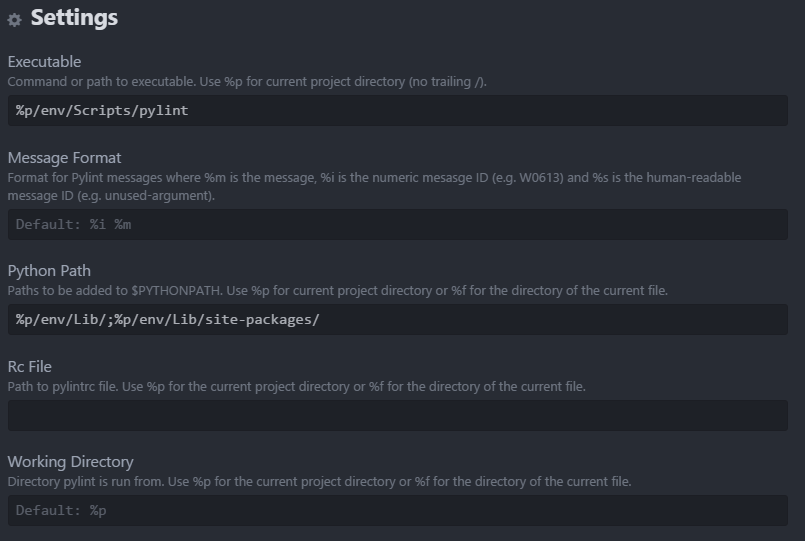 Settings
Executable
Command or path to executable. Use %p for current project directory (no trailing /).
%p/env/Scripts/pylint
Message Format
Format for Pylint messages where %m is the message, %i is the numeric mesasge ID (e.g. W0613) and %s is the human-readable
message ID (e.g. unused-argument).
Default: %i %m
Python Path
Paths to be added to $PYTHONPATH. Use %p for current project directory or %f for the directory of the current file.
%p/env/Lib/;%p/env/Lib/site-packages/
Rc File
Path to pylintrc file. Use %p for the current project directory or %f for the directory of the current file.
Working Directory
Directory pylint is run from. Use %p for the current project directory or %f for the directory of the current file.
Default: %p